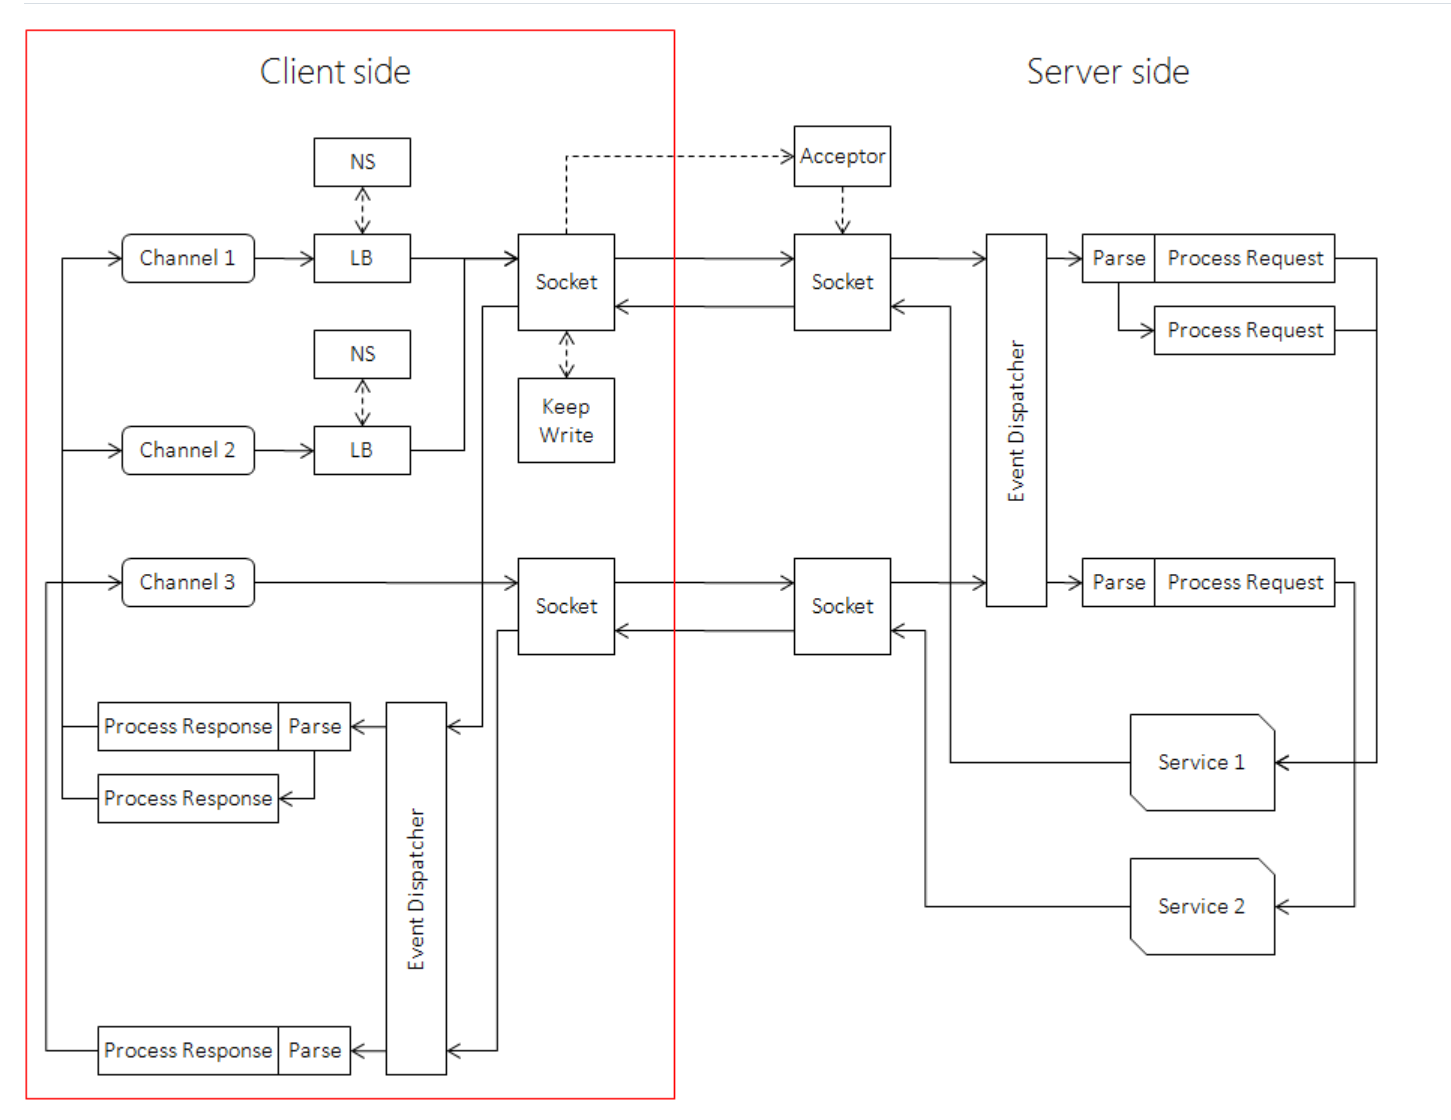 Client side
Server side
NS
Acceptor
Channel 1
LB
Socket
Socket
Parse
Process Request
Process Request
NS
Keep
Write
Event Dispatcher
Channel 2
LB
Channel 3
Socket
Socket
Parse
Process Request
Process Response
Parse
Process Response
Service 1
Event Dispatcher
Service 2
Process Response
Parse